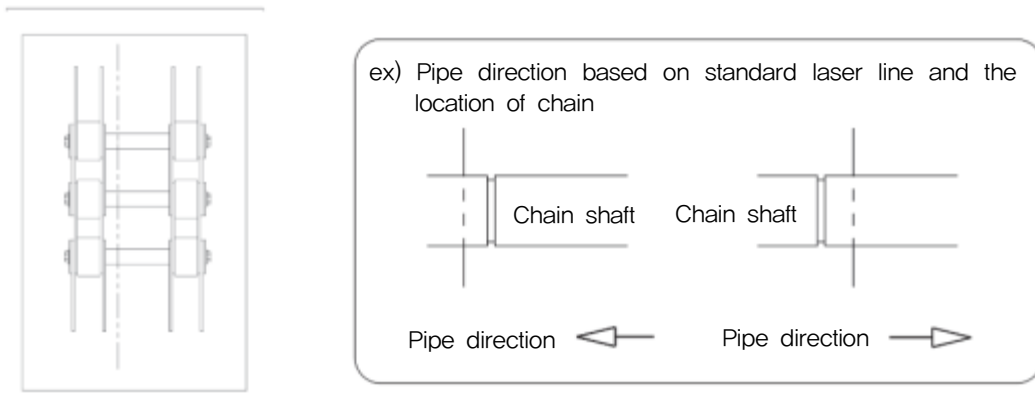 ex) Pipe direction based on standard laser line and the
location of chain
Chain shaft Chain shaft
Pipe direction Pipe direction